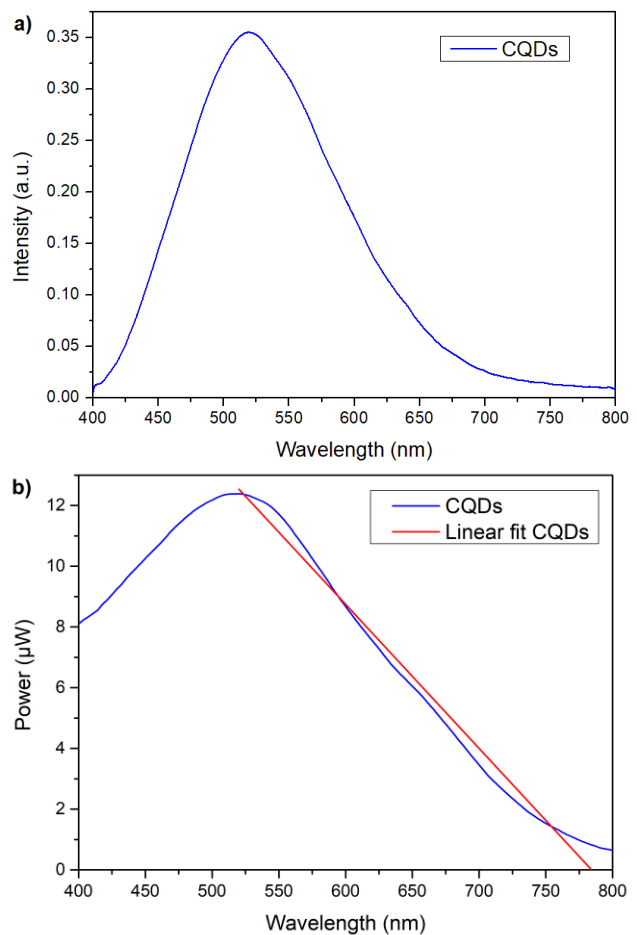 a)
CQDs
0.35
0.30
0.25
0.20
0.15
0.10
0.05
0.00
Intensity (a.u.)
400 450 500 550 600 650 700 750 800
Wavelength (nm)
b)
CQDs
Linear fit CQDs
12
10
8
6
4
2
0
Power (μW)
400 450 500 550 600 650 700 750 800
Wavelength (nm)